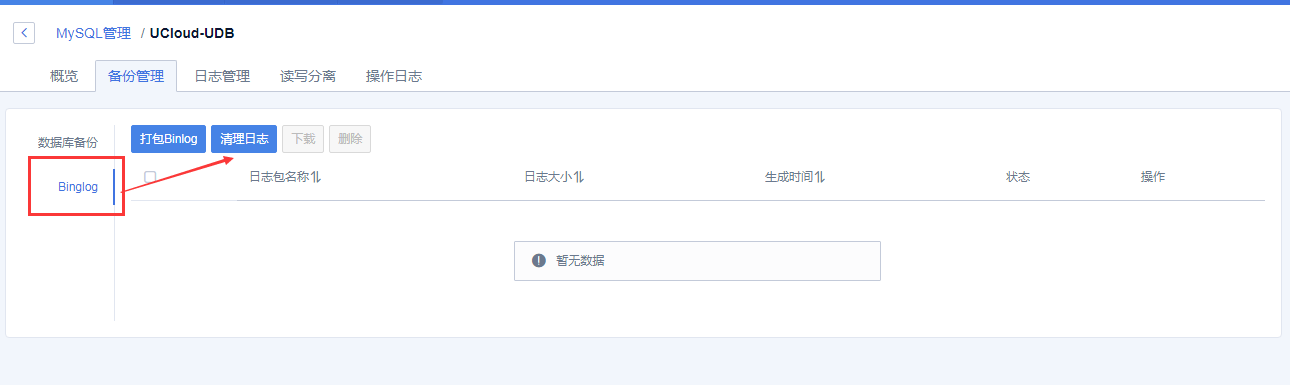 MySQL管理 / UCloud-UDB
概览 备份管理 日志管理 读写分离 操作日志
数据库备份
Binglog
打包Binlog 清理日志 下载 删除
日志包名称 日志大小 生成时间 状态 操作
暂无数据